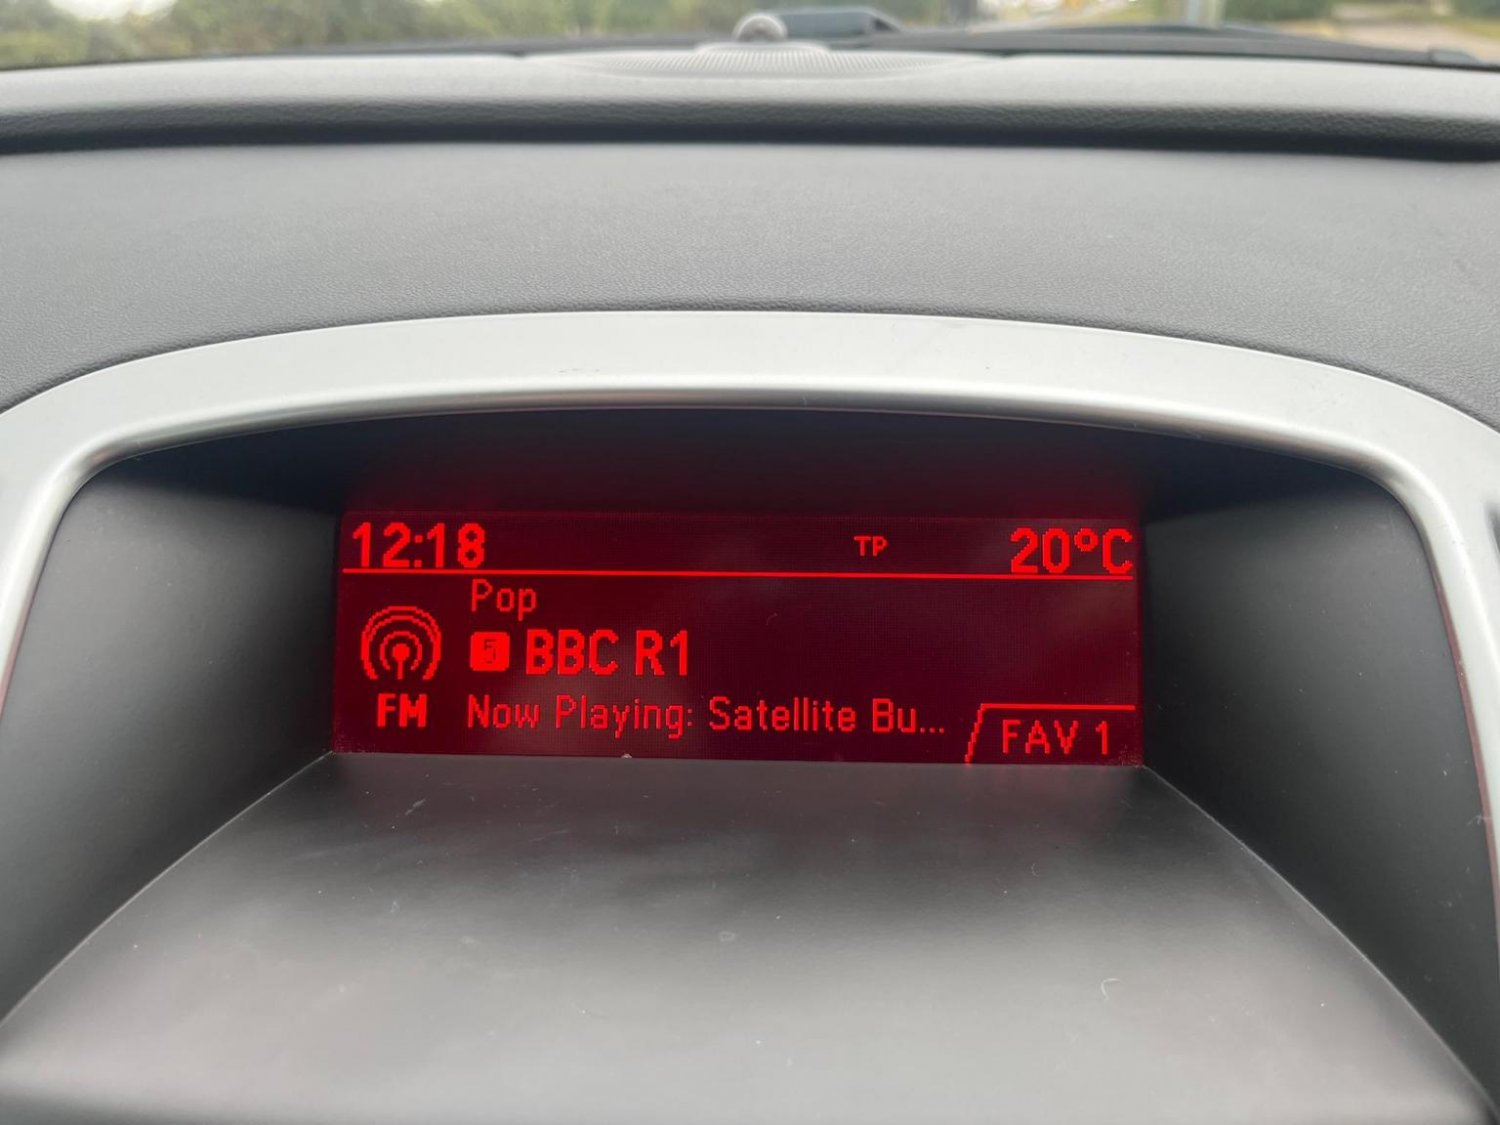 12:18 TP 20°C
Pop
5 BBC R1
FM Now Playing: Satellite Bu...
FAV 1